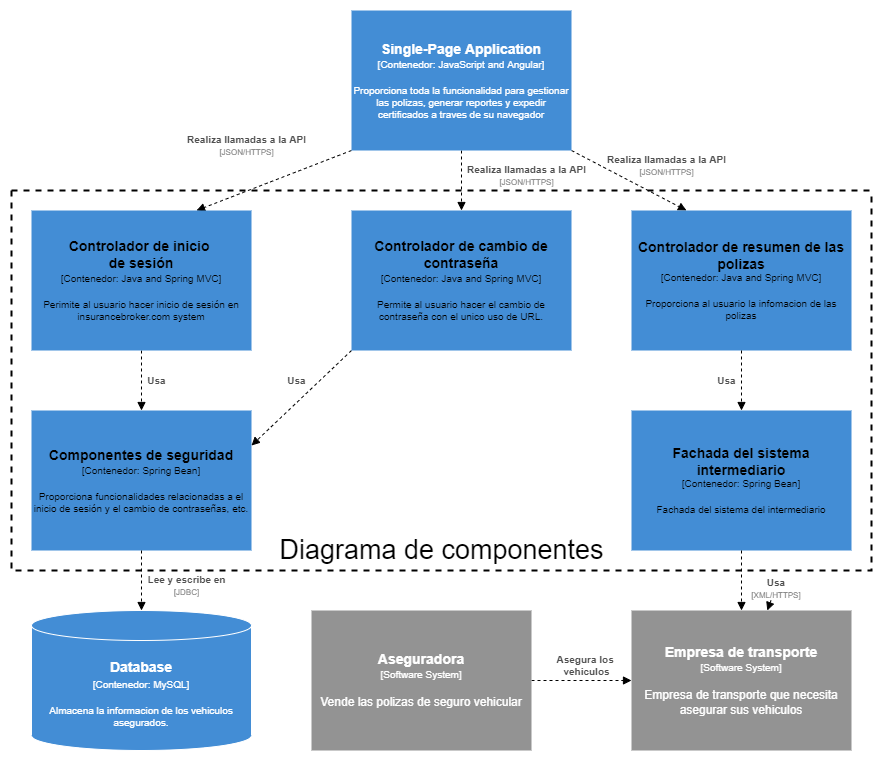 Single-Page Application
[Contenedor: JavaScript and Angular]
Proporciona toda la funcionalidad para gestionar
las polizas, generar reportes y expedir
certificados a traves de su navegador
Realiza llamadas a la API
[JSON/HTTPS]
Realiza llamadas a la API
[JSON/HTTPS]
Realiza llamadas a la API
[JSON/HTTPS]
Controlador de inicio
de sesión
[Contenedor: Java and Spring MVC]
Perimite al usuario hacer inicio de sesión en
insurancebroker.com system
Controlador de cambio de
contraseña
[Contenedor: Java and Spring MVC]
Permite al usuario hacer el cambio de
contraseña con el unico uso de URL.
Controlador de resumen de las
polizas
[Contenedor: Java and Spring MVC]
Proporciona al usuario la infomacion de las
polizas
Usa
Usa
Usa
Componentes de seguridad
[Contenedor: Spring Bean]
Proporciona funcionalidades relacionadas a el
inicio de sesión y el cambio de contraseñas, etc.
Fachada del sistema
intermediario
[Contenedor: Spring Bean]
Fachada del sistema del intermediario
Diagrama de componentes
Lee y escribe en
[JDBC]
Usa
[XML/HTTPS]
Database
[Contenedor: MySQL]
Almacena la informacion de los vehiculos
asegurados.
Aseguradora
[Software System]
Vende las polizas de seguro vehicular
Asegura los
vehiculos
Empresa de transporte
[Software System]
Empresa de transporte que necesita
asegurar sus vehiculos